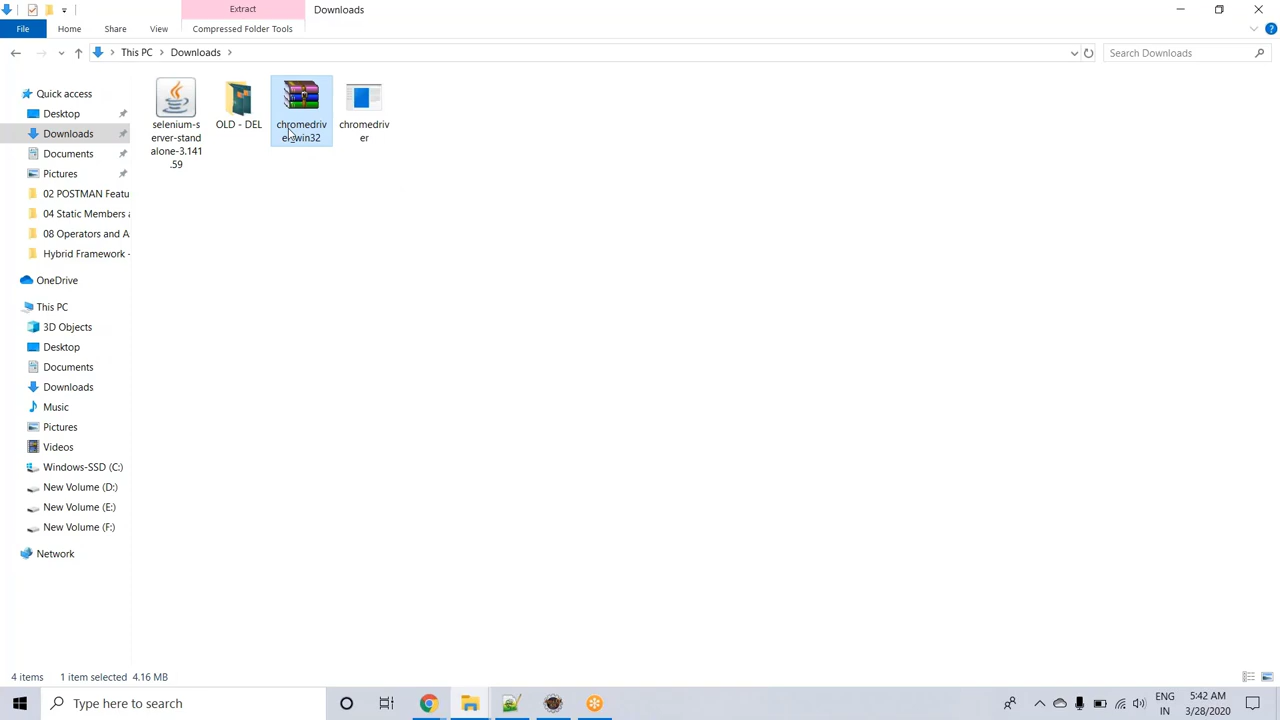 Extract
Downloads
File
Home
Share
View
Compressed Folder Tools
This PC
Downloads
Search Downloads
Quick access
Desktop
Downloads
Documents
Pictures
02 POSTMAN Featu
04 Static Members a
08 Operators and A
Hybrid Framework -
OneDrive
This PC
3D Objects
Desktop
Documents
Downloads
Music
Pictures
Videos
Windows-SSD (C:)
New Volume (D:)
New Volume (E:)
New Volume (F:)
Network
selenium-s
erver-stand
alone-3.141
.59
OLD - DEL
chromedriv
er_win32
chromedriv
er
4 items
1 item selected 4.16 MB
Type here to search
ENG
IN
5:42 AM
3/28/2020